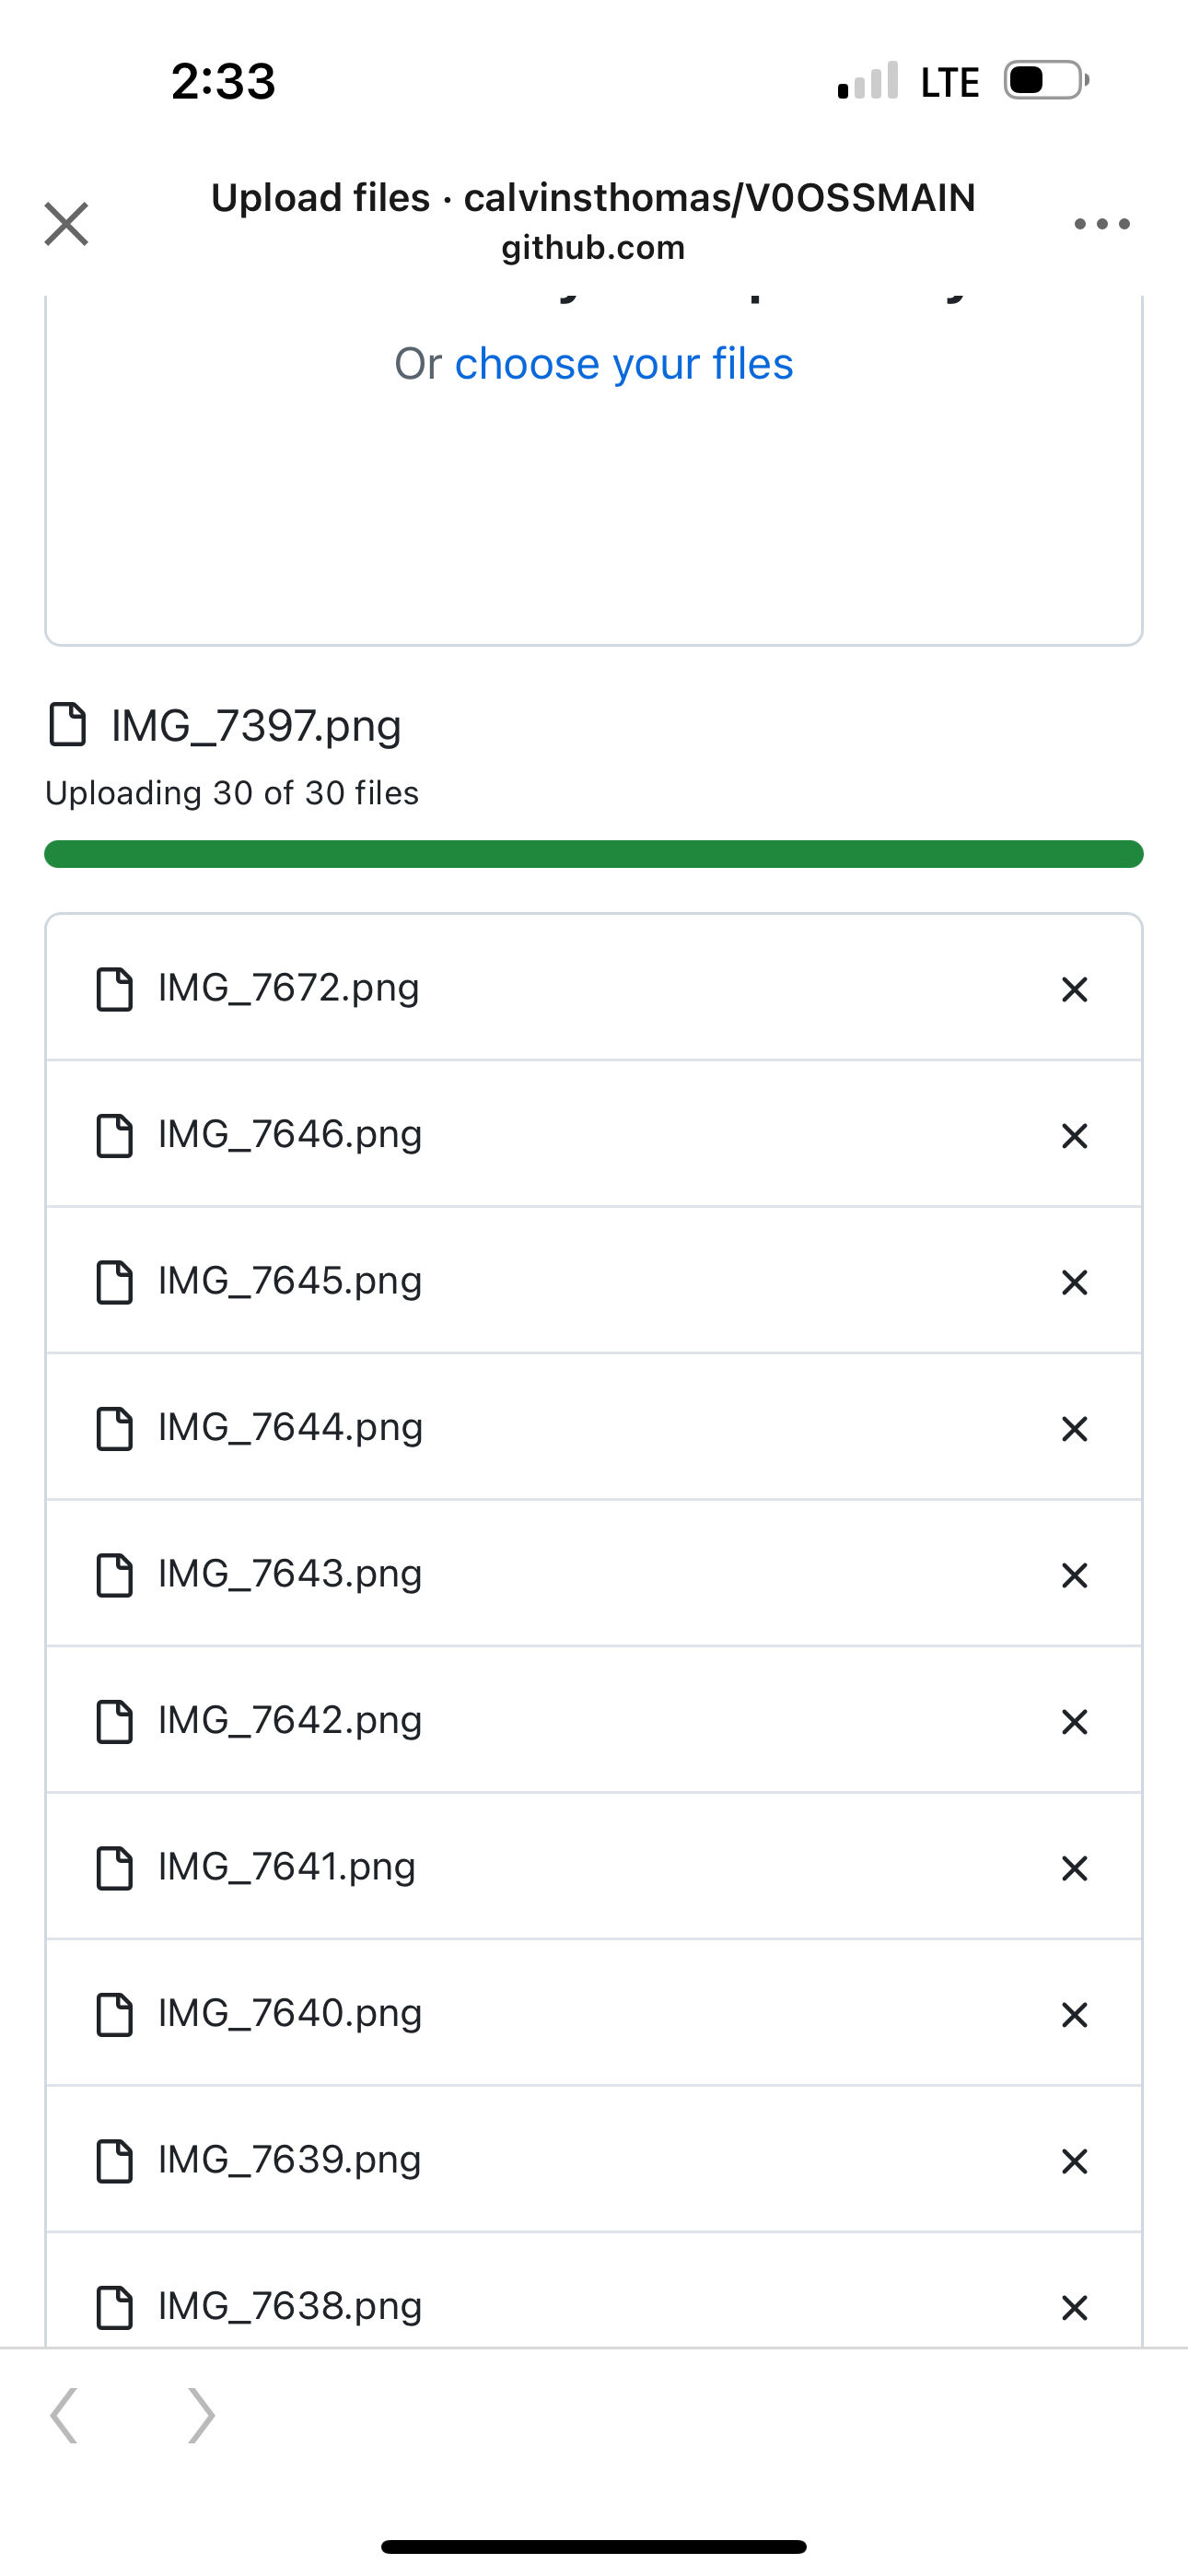 2:33
LTE
Upload files · calvinsthomas/V0OSSMAIN
github.com
Or choose your files
IMG_7397.png
Uploading 30 of 30 files
IMG_7672.png
IMG_7646.png
IMG_7645.png
IMG_7644.png
IMG_7643.png
IMG_7642.png
IMG_7641.png
IMG_7640.png
IMG_7639.png
IMG_7638.png